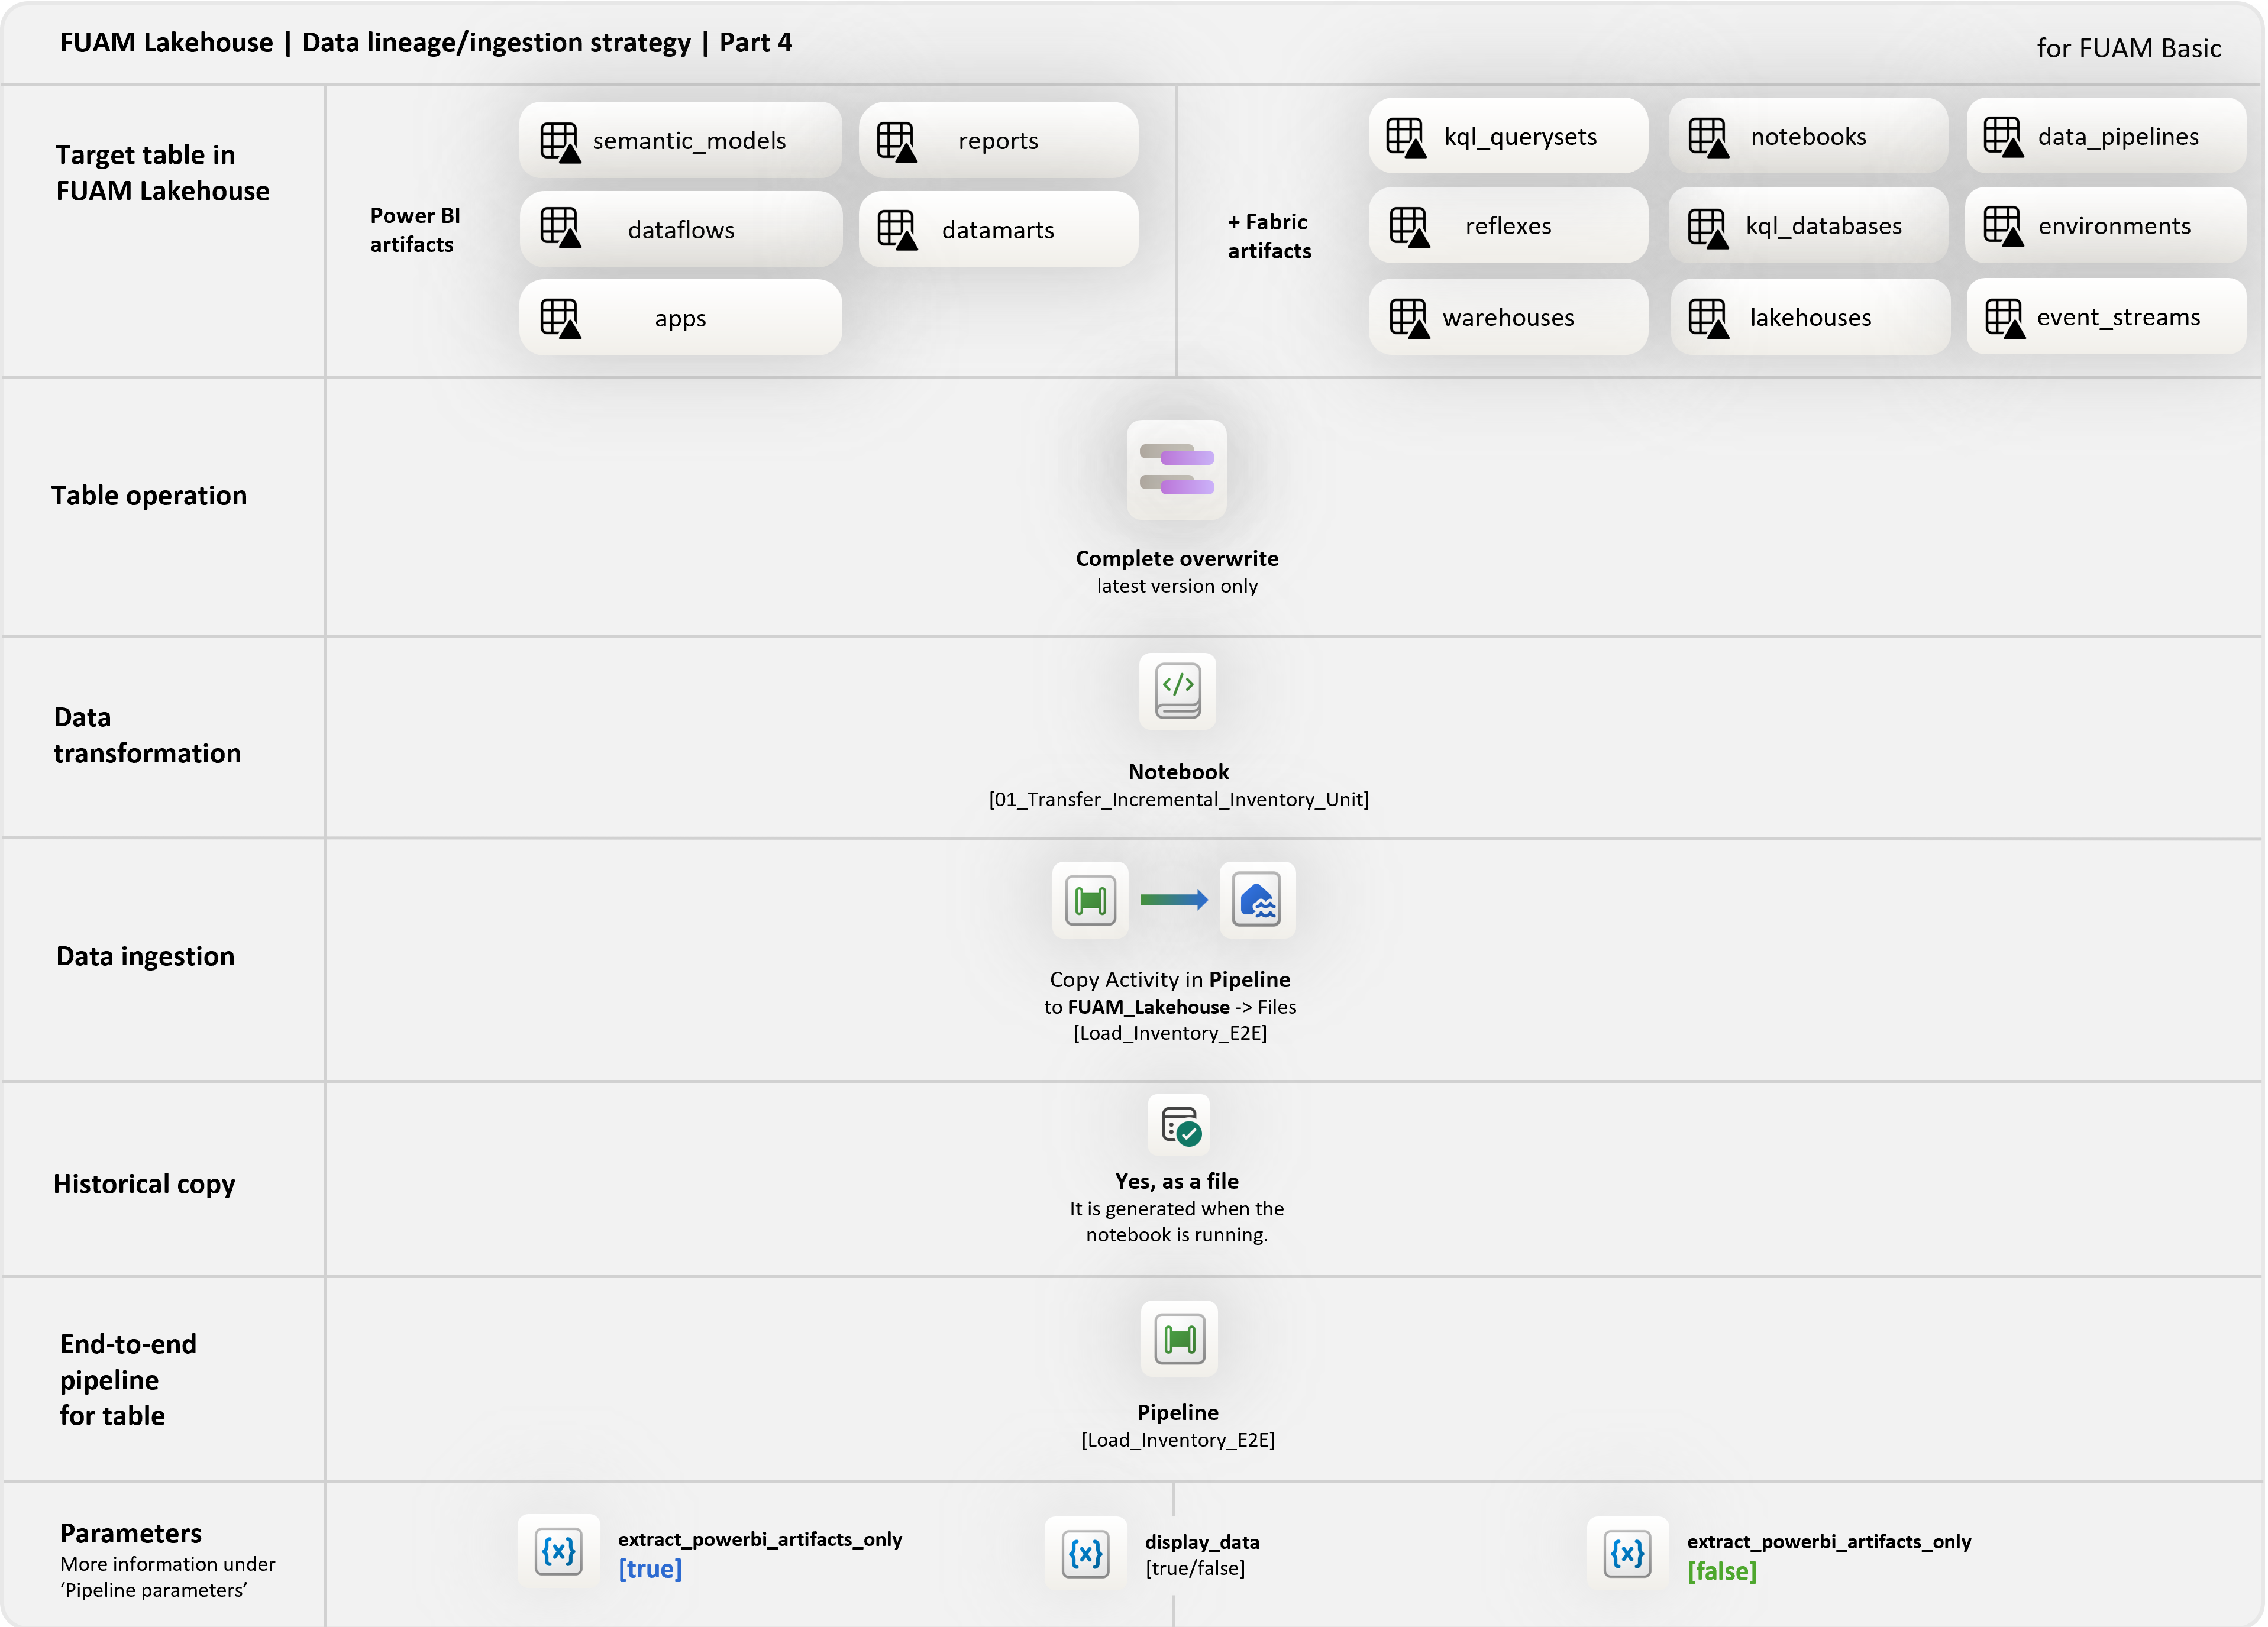 FUAM Lakehouse | Data lineage/ingestion strategy | Part 4
for FUAM Basic
Target table in
FUAM Lakehouse
Power BI
artifacts
semantic_models
reports
dataflows
datamarts
apps
+ Fabric
artifacts
kql_querysets
notebooks
data_pipelines
reflexes
kql_databases
environments
warehouses
lakehouses
event_streams
Table operation
Complete overwrite
latest version only
Data
transformation
</>
Notebook
[01_Transfer_Incremental_Inventory_Unit]
Data ingestion
Copy Activity in Pipeline
to FUAM_Lakehouse -> Files
[Load_Inventory_E2E]
Historical copy
Yes, as a file
It is generated when the
notebook is running.
End-to-end
pipeline
for table
Pipeline
[Load_Inventory_E2E]
Parameters
More information under
‘Pipeline parameters’
{x}
extract_powerbi_artifacts_only
[true]
{x}
display_data
[true/false]
{x}
extract_powerbi_artifacts_only
[false]